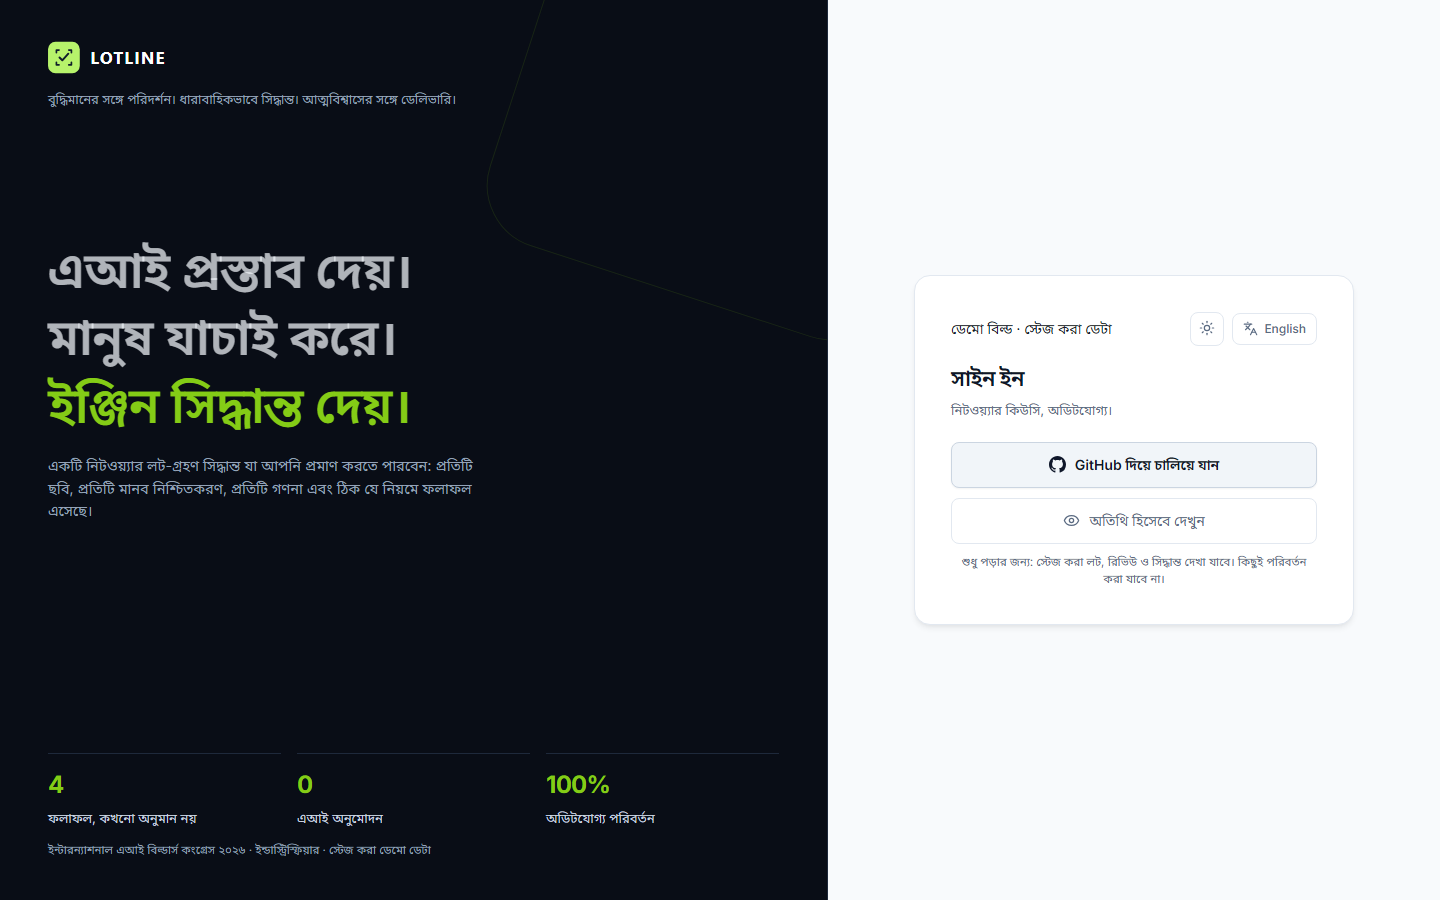 LOTLINE
বুদ্ধিমানের সঙ্গে পরিদর্শন। ধারাবাহিকভাবে সিদ্ধান্ত। আত্মবিশ্বাসের সঙ্গে ডেলিভারি।
এআই প্রস্তাব দেয়।
মানুষ যাচাই করে।
ইঞ্জিন সিদ্ধান্ত দেয়।
একটি নিটওয়্যার লট-গ্রহণ সিদ্ধান্ত যা আপনি প্রমাণ করতে পারবেন: প্রতিটি
ছবি, প্রতিটি মানব নিশ্চিতকরণ, প্রতিটি গণনা এবং ঠিক যে নিয়মে ফলাফল
এসেছে।
4
ফলাফল, কখনো অনুমান নয়
0
এআই অনুমোদন
100%
অডিটযোগ্য পরিবর্তন
ইন্টারন্যাশনাল এআই বিল্ডার্স কংগ্রেস ২০২৬ · ইন্ডাস্ট্রিস্ফিয়ার · স্টেজ করা ডেমো ডেটা
ডেমো বিল্ড · স্টেজ করা ডেটা
English
সাইন ইন
নিটওয়্যার কিউসি, অডিটযোগ্য।
GitHub দিয়ে চালিয়ে যান
অতিথি হিসেবে দেখুন
শুধু পড়ার জন্য: স্টেজ করা লট, রিভিউ ও সিদ্ধান্ত দেখা যাবে। কিছুই পরিবর্তন
করা যাবে না।